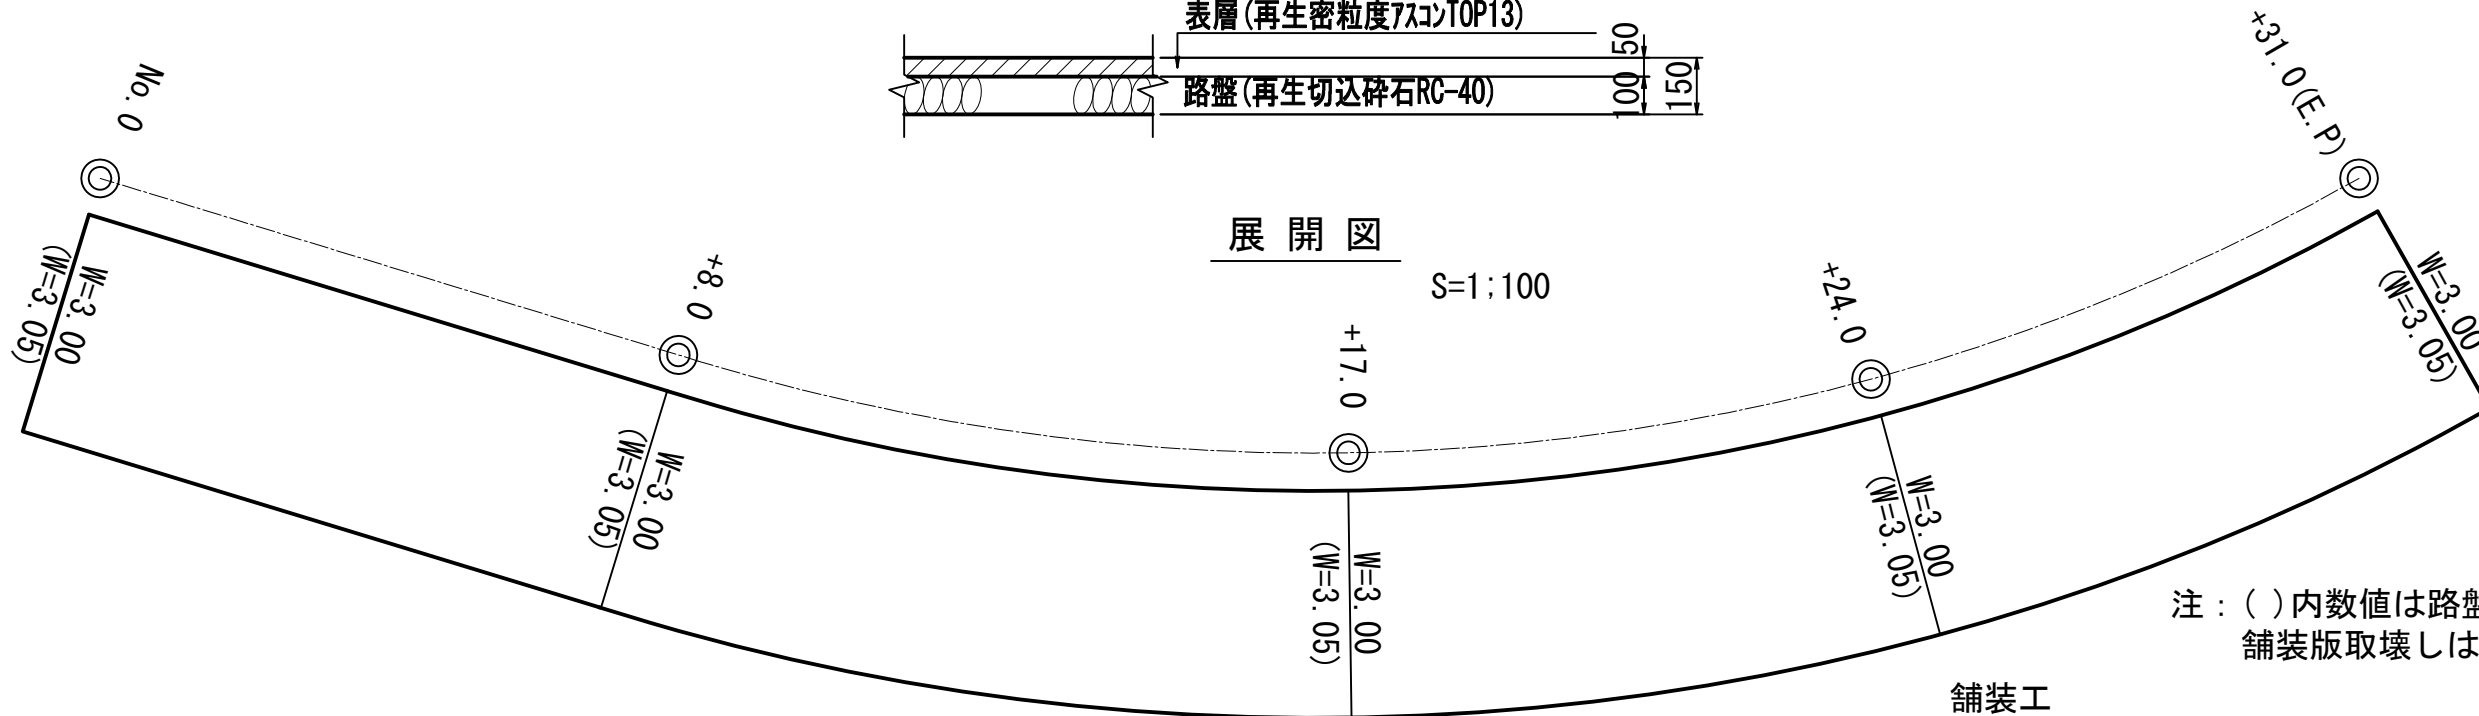 表層(再生密粒度アスコンTOP13)
路盤(再生切込砕石RC-40)
50
100
150
No.0
+8.0
+17.0
+24.0
+31.0(E.P)
展開図
S=1;100
W=3.00
(W=3.05)
W=3.00
(W=3.05)
W=3.00
(W=3.05)
W=3.00
(W=3.05)
W=3.00
(W=3.05)
注:( )内数値は路盤
舗装版取壊しは
舗装工